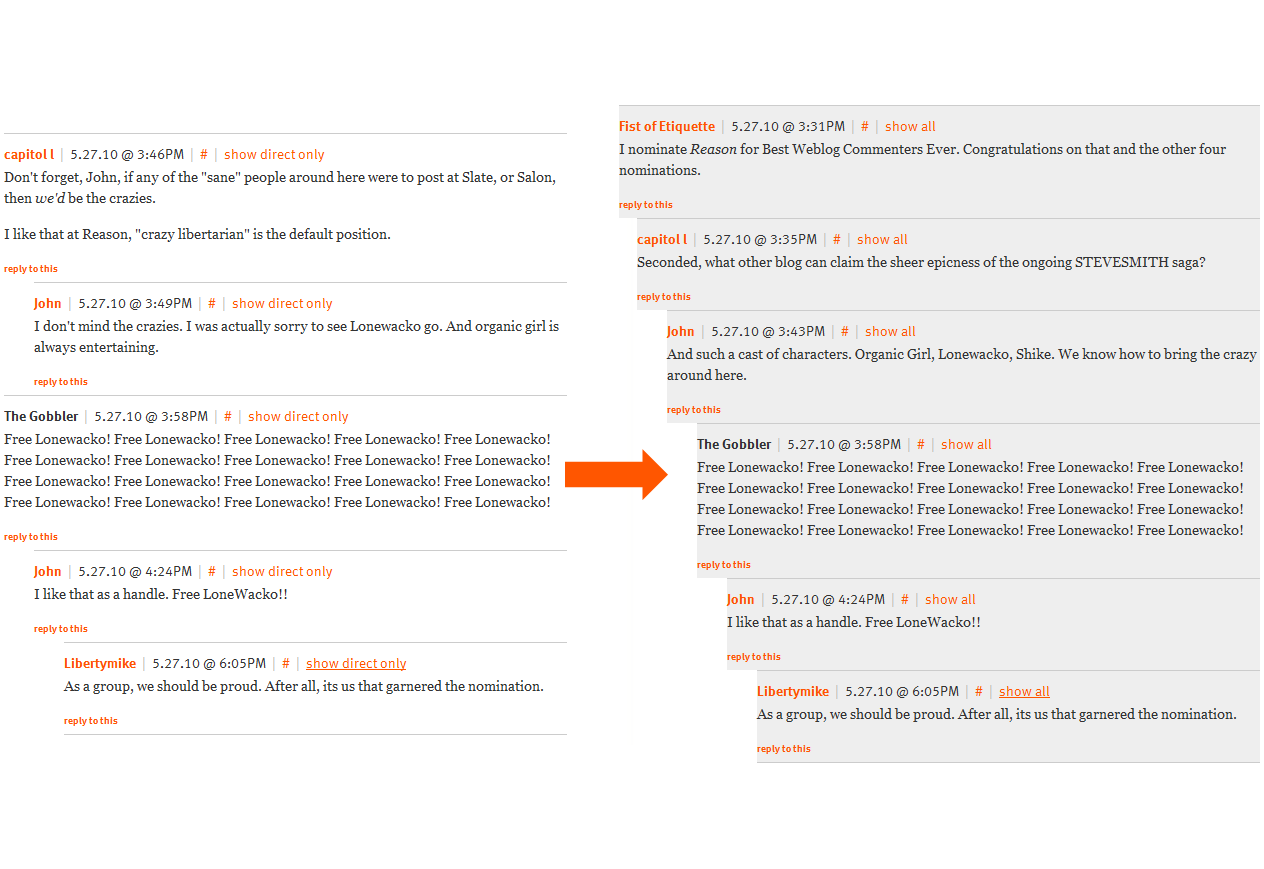 capitol l | 5.27.10 @ 3:46PM | # | show direct only
Don't forget, John, if any of the "sane" people around here were to post at Slate, or Salon,
then we'd be the crazies.
I like that at Reason, "crazy libertarian" is the default position.
reply to this
John | 5.27.10 @ 3:49PM | # | show direct only
I don't mind the crazies. I was actually sorry to see Lonewacko go. And organic girl is
always entertaining.
reply to this
The Gobbler | 5.27.10 @ 3:58PM | # | show direct only
Free Lonewacko! Free Lonewacko! Free Lonewacko! Free Lonewacko! Free Lonewacko!
Free Lonewacko! Free Lonewacko! Free Lonewacko! Free Lonewacko! Free Lonewacko!
Free Lonewacko! Free Lonewacko! Free Lonewacko! Free Lonewacko! Free Lonewacko!
Free Lonewacko! Free Lonewacko! Free Lonewacko! Free Lonewacko! Free Lonewacko!
reply to this
John | 5.27.10 @ 4:24PM | # | show direct only
I like that as a handle. Free LoneWacko!!
reply to this
Libertymike | 5.27.10 @ 6:05PM | # | show direct only
As a group, we should be proud. After all, its us that garnered the nomination.
reply to this
Fist of Etiquette | 5.27.10 @ 3:31PM | # | show all
I nominate Reason for Best Weblog Commenters Ever. Congratulations on that and the other four
nominations.
reply to this
capitol l | 5.27.10 @ 3:35PM | # | show all
Seconded, what other blog can claim the sheer epicness of the ongoing STEVESMITH saga?
reply to this
John | 5.27.10 @ 3:43PM | # | show all
And such a cast of characters. Organic Girl, Lonewacko, Shike. We know how to bring the crazy
around here.
reply to this
The Gobbler | 5.27.10 @ 3:58PM | # | show all
Free Lonewacko! Free Lonewacko! Free Lonewacko! Free Lonewacko! Free Lonewacko!
Free Lonewacko! Free Lonewacko! Free Lonewacko! Free Lonewacko! Free Lonewacko!
Free Lonewacko! Free Lonewacko! Free Lonewacko! Free Lonewacko! Free Lonewacko!
Free Lonewacko! Free Lonewacko! Free Lonewacko! Free Lonewacko! Free Lonewacko!
reply to this
John | 5.27.10 @ 4:24PM | # | show all
I like that as a handle. Free LoneWacko!!
reply to this
Libertymike | 5.27.10 @ 6:05PM | # | show all
As a group, we should be proud. After all, its us that garnered the nomination.
reply to this